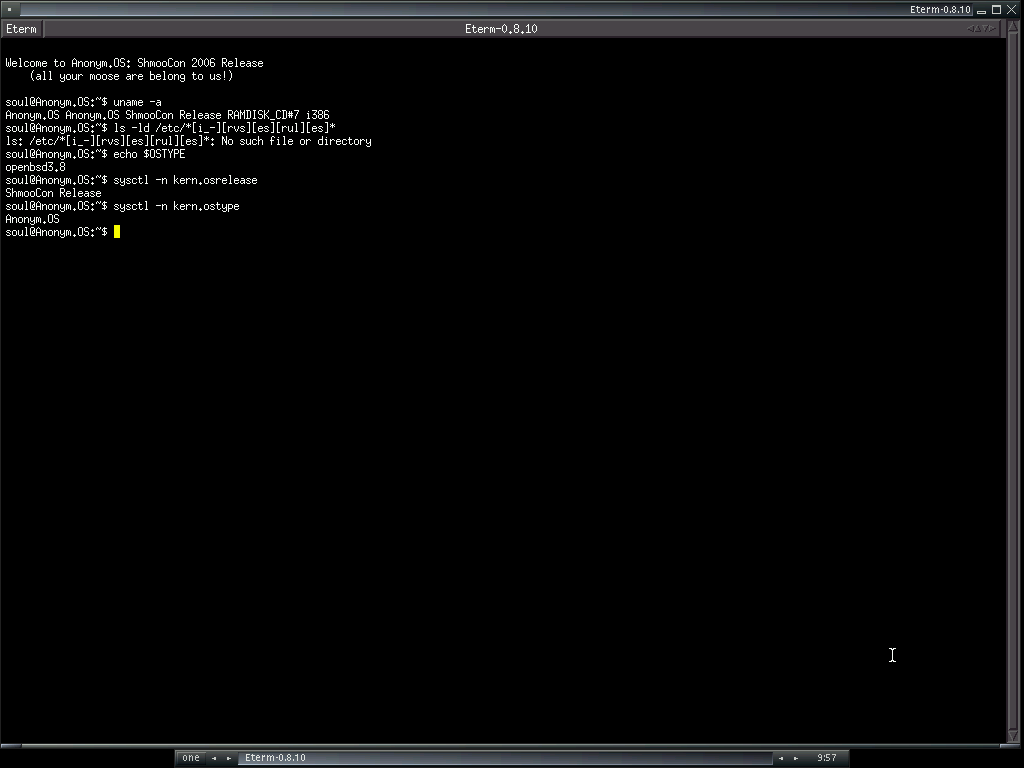 Eterm-0.8.10
Eterm
Eterm-0.8.10
Welcome to Anonym.OS: ShmooCon 2006 Release
(all your moose are belong to us!)
soul@Anonym.OS:~$ uname -a
Anonym.OS Anonym.OS ShmooCon Release RAMDISK_CD#7 i386
soul@Anonym.OS:~$ ls -ld /etc/*[i_-][rvs][es][rul][es]*
ls: /etc/*[i_-][rvs][es][rul][es]*: No such file or directory
soul@Anonym.OS:~$ echo $OSTYPE
openbsd3.8
soul@Anonym.OS:~$ sysctl -n kern.osrelease
ShmooCon Release
soul@Anonym.OS:~$ sysctl -n kern.ostype
Anonym.OS
soul@Anonym.OS:~$
one
Eterm-0.8.10
9:57